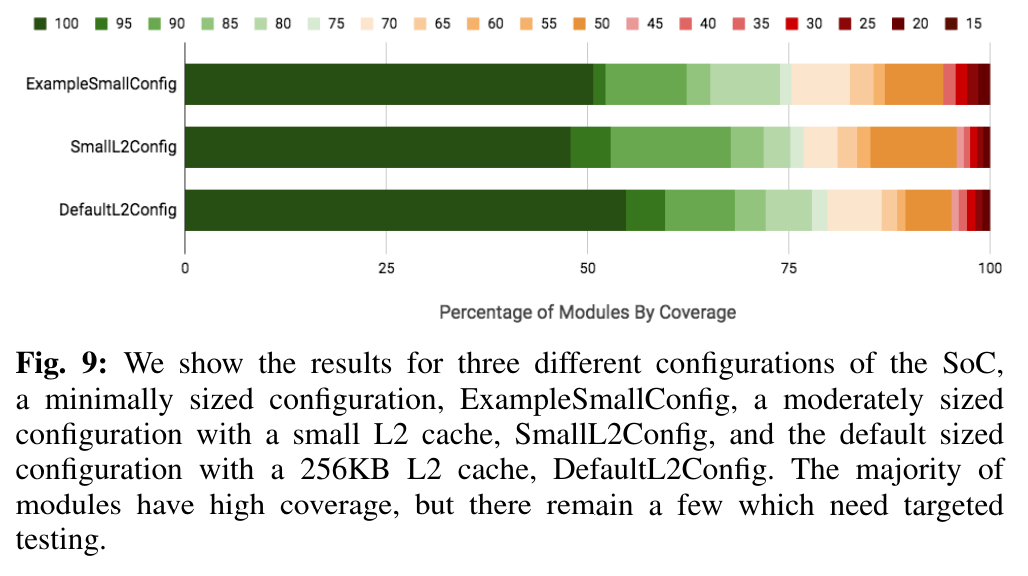 100 95 90 85 80 75 70 65 60 55 50 45 40 35 30 25 20 15
ExampleSmallConfig
SmallL2Config
DefaultL2Config
0 25 50 75 100
Percentage of Modules By Coverage
Fig. 9: We show the results for three different configurations of the SoC,
a minimally sized configuration, ExampleSmallConfig, a moderately sized
configuration with a small L2 cache, SmallL2Config, and the default sized
configuration with a 256KB L2 cache, DefaultL2Config. The majority of
modules have high coverage, but there remain a few which need targeted
testing.